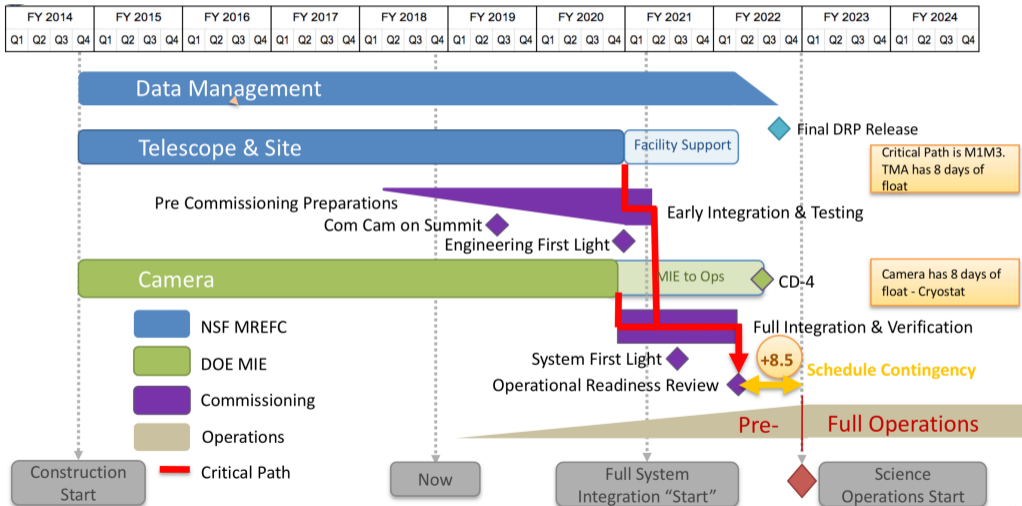 FY 2014 FY 2015 FY 2016 FY 2017 FY 2018 FY 2019 FY 2020 FY 2021 FY 2022 FY 2023 FY 2024
Q1 Q2 Q3 Q4 Q1 Q2 Q3 Q4 Q1 Q2 Q3 Q4 Q1 Q2 Q3 Q4 Q1 Q2 Q3 Q4 Q1 Q2 Q3 Q4 Q1 Q2 Q3 Q4 Q1 Q2 Q3 Q4 Q1 Q2 Q3 Q4 Q1 Q2 Q3 Q4 Q1 Q2 Q3 Q4
Data Management
Final DRP Release
Telescope & Site
Facility Support
Critical Path is M1M3.
TMA has 8 days of
float
Pre Commissioning Preparations
Early Integration & Testing
Com Cam on Summit
Engineering First Light
Camera
MIE to Ops
CD-4
Camera has 8 days of
float - Cryostat
NSF MREFC
Full Integration & Verification
DOE MIE
System First Light
+8.5
Schedule Contingency
Operational Readiness Review
Commissioning
Operations
Pre-
Full Operations
Critical Path
Construction
Start
Now
Full System
Integration “Start”
Science
Operations Start